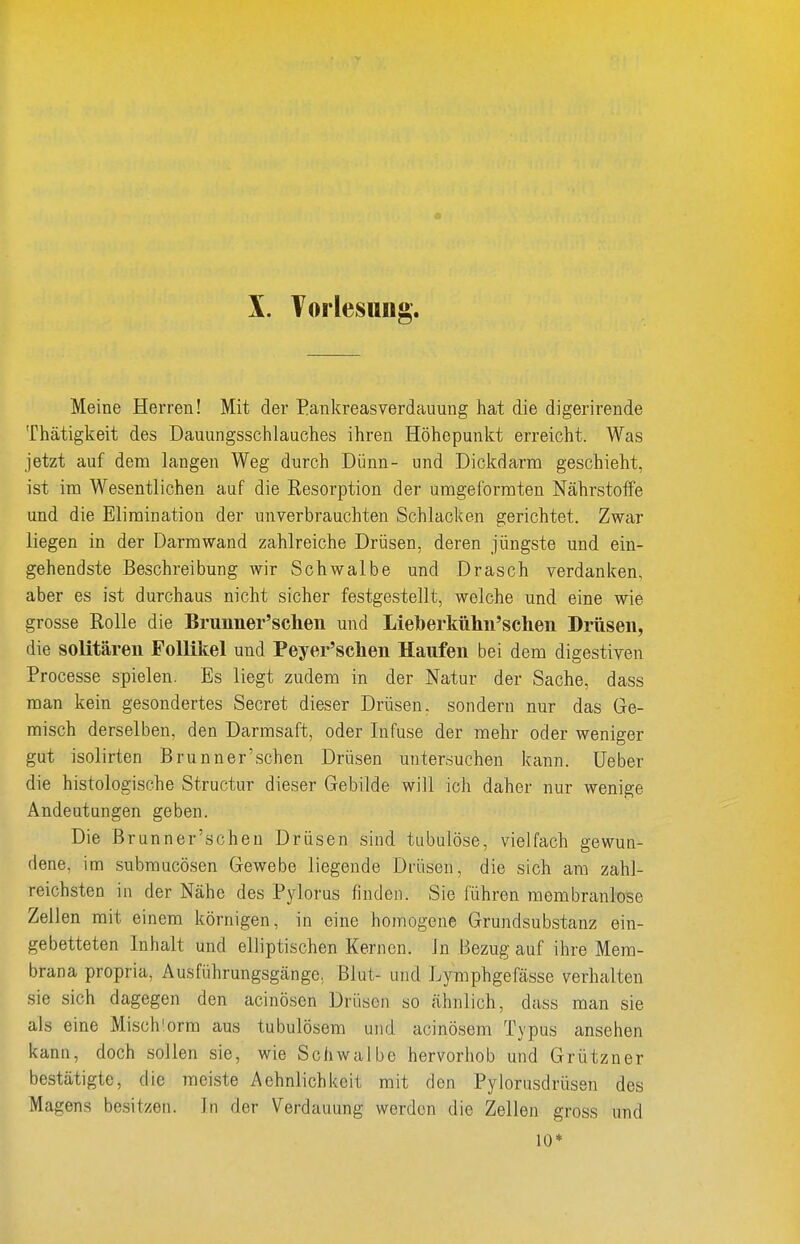 X. Vorlesung.
Meine Herren! Mit der Pankreasverdauung hat die digerirende
Thätigkeit des Dauungsschlauches ihren Höhepunkt erreicht. Was
jetzt auf dem langen Weg durch Dünn- und Dickdarm geschieht,
ist im Wesentlichen auf die Resorption der umgeformten Nährstoffe
und die Elimination der unverbrauchten Schlacken gerichtet. Zwar
liegen in der Darmwand zahlreiche Drüsen, deren jüngste und ein-
gehendste Beschreibung wir Schwalbe und Drasch verdanken,
aber es ist durchaus nicht sicher festgestellt, welche und eine wie
grosse Rolle die Brunner'schen und Lieberkühn'schen Drüsen,
die solitären Follikel und Peyer'schen Haufen bei dem digestiven
Processe spielen. Es liegt zudem in der Natur der Sache, dass
man kein gesondertes Secret dieser Drüsen, sondern nur das Ge-
misch derselben, den Darmsaft, oder Infuse der mehr oder weniger
gut isolirten Brunner'schen Drüsen untersuchen kann. Ueber
die histologische Structur dieser Gebilde will ich daher nur wenige
Andeutungen geben.
Die Brunner'schen Drüsen sind tubulöse, vielfach gewun-
dene, im submucösen Gewebe liegende Drüsen, die sich am zahl-
reichsten in der Nähe des Pylorus finden. Sie führen membranlose
Zellen mit einem körnigen, in eine homogene Grundsubstanz ein-
gebetteten Inhalt und elliptischen Kernen. In Bezug auf ihre Mem-
brana propria, Ausführungsgänge, Blut- und Lymphgefässe verhalten
sie sich dagegen den acinösen Drüsen so ähnlich, dass man sie
als eine Mischform aus tubulösem und acinösem Typus ansehen
kann, doch sollen sie, wie Schwalbe hervorhob und Grützner
bestätigte, die meiste Aehnlichkeit mit den Pylorusdrüsen des
Magens besitzen. In der Verdauung werden die Zellen gross und
10*